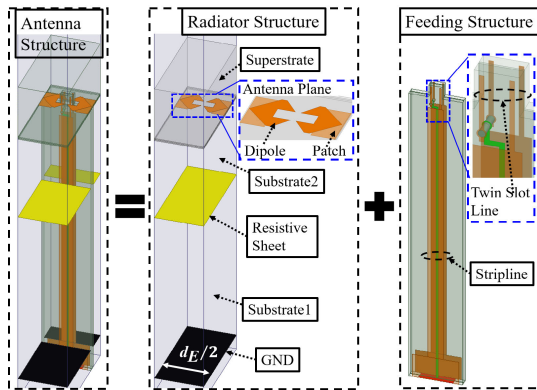 Antenna
Structure
=
Radiator Structure
Superstrate
Antenna Plane
Dipole
Patch
Substrate2
Resistive
Sheet
Substrate1
d_E/2
GND
+
Feeding Structure
Twin Slot
Line
Stripline